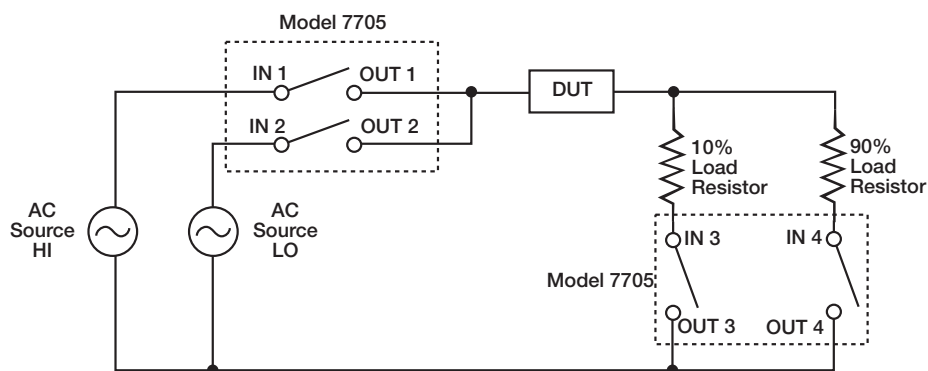 Model 7705
IN 1
OUT 1
IN 2
OUT 2
DUT
10%
Load
Resistor
90%
Load
Resistor
AC
Source
HI
AC
Source
LO
IN 3
IN 4
Model 7705
OUT 3
OUT 4